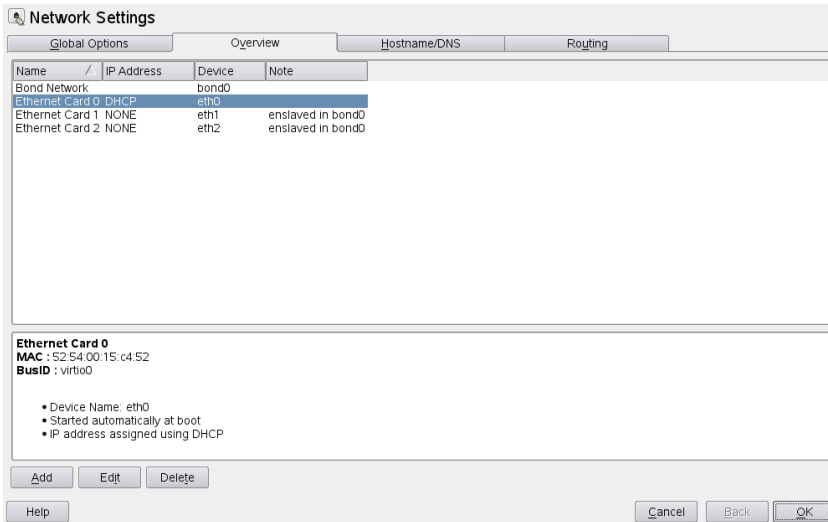 Network Settings
Global Options Overview Hostname/DNS Routing
Name IP Address Device Note
Bond Network bond0
Ethernet Card 0 DHCP eth0
Ethernet Card 1 NONE eth1 enslaved in bond0
Ethernet Card 2 NONE eth2 enslaved in bond0
Ethernet Card 0
MAC : 52:54:00:15:c4:52
BusID : virtio0
• Device Name: eth0
• Started automatically at boot
• IP address assigned using DHCP
Add Edit Delete
Help Cancel Back OK